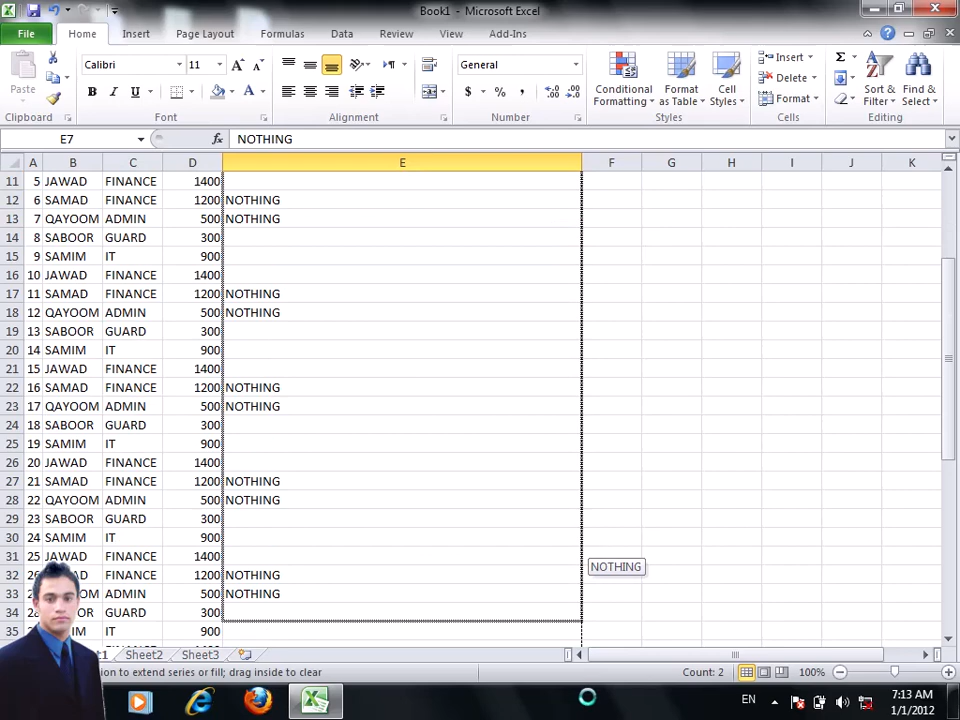 Book1 - Microsoft Excel
File Home Insert Page Layout Formulas Data Review View Add-Ins
Paste
Clipboard
Calibri 11
B I U
Font
Alignment
General
$ % ,
Number
Conditional Formatting
Format as Table
Cell Styles
Styles
Insert
Delete
Format
Cells
Sort & Filter
Find & Select
Editing
E7 fx NOTHING
A B C D E F G H I J K
11 5 JAWAD FINANCE 1400
12 6 SAMAD FINANCE 1200 NOTHING
13 7 QAYOOM ADMIN 500 NOTHING
14 8 SABOOR GUARD 300
15 9 SAMIM IT 900
16 10 JAWAD FINANCE 1400
17 11 SAMAD FINANCE 1200 NOTHING
18 12 QAYOOM ADMIN 500 NOTHING
19 13 SABOOR GUARD 300
20 14 SAMIM IT 900
21 15 JAWAD FINANCE 1400
22 16 SAMAD FINANCE 1200 NOTHING
23 17 QAYOOM ADMIN 500 NOTHING
24 18 SABOOR GUARD 300
25 19 SAMIM IT 900
26 20 JAWAD FINANCE 1400
27 21 SAMAD FINANCE 1200 NOTHING
28 22 QAYOOM ADMIN 500 NOTHING
29 23 SABOOR GUARD 300
30 24 SAMIM IT 900
31 25 JAWAD FINANCE 1400
NOTHING
32 FINANCE 1200 NOTHING
33 ADMIN 500 NOTHING
34 GUARD 300
35 IT 900
Sheet2 Sheet3
to extend series or fill; drag inside to clear
Count: 2 100%
EN
7:13 AM
1/1/2012